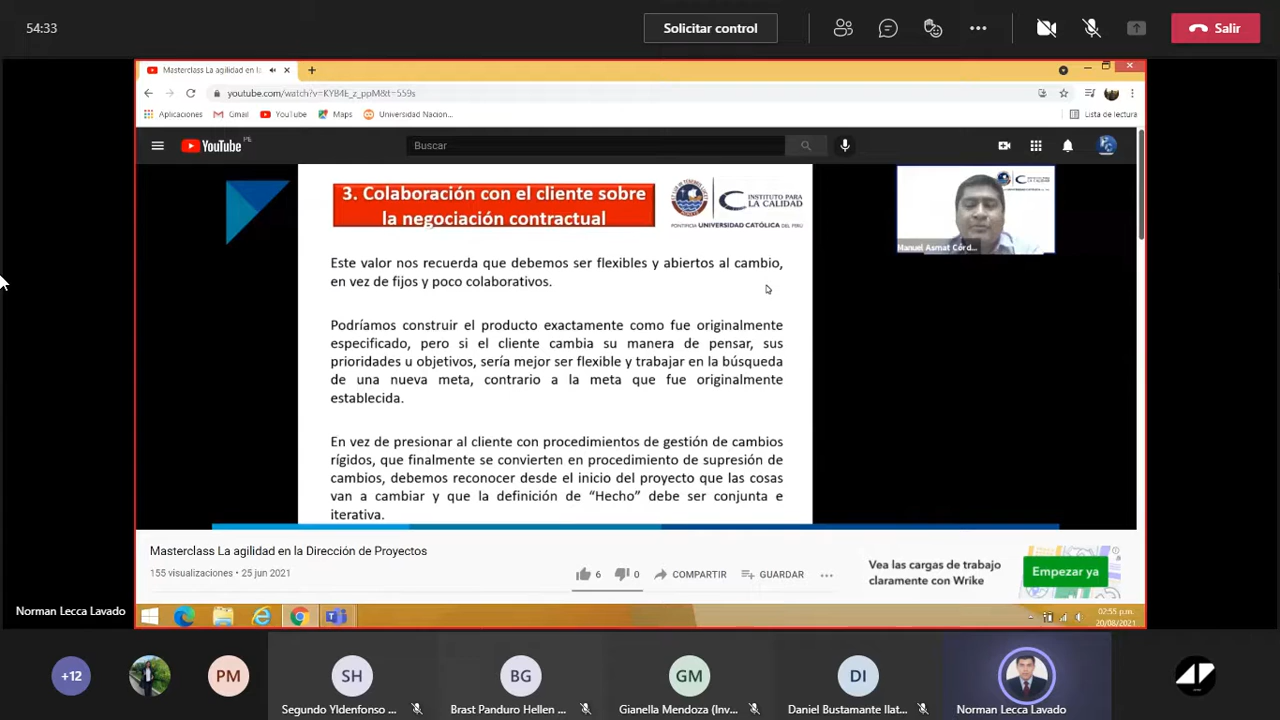 54:33
Solicitar control
Salir
Masterclass La agilidad en la
youtube.com/watch?v=KYB4E_z_ppM&t=559s
Aplicaciones
Gmail
YouTube
Maps
Universidad Nacion...
Lista de lectura
YouTube PE
Buscar
3. Colaboración con el cliente sobre
la negociación contractual
INSTITUTO PARA
LA CALIDAD
PONTIFICIA UNIVERSIDAD CATÓLICA DEL PERÚ
Manuel Asmat Córd...
Este valor nos recuerda que debemos ser flexibles y abiertos al cambio,
en vez de fijos y poco colaborativos.
Podríamos construir el producto exactamente como fue originalmente
especificado, pero si el cliente cambia su manera de pensar, sus
prioridades u objetivos, sería mejor ser flexible y trabajar en la búsqueda
de una nueva meta, contrario a la meta que fue originalmente
establecida.
En vez de presionar al cliente con procedimientos de gestión de cambios
rígidos, que finalmente se convierten en procedimiento de supresión de
cambios, debemos reconocer desde el inicio del proyecto que las cosas
van a cambiar y que la definición de “Hecho” debe ser conjunta e
iterativa.
Masterclass La agilidad en la Dirección de Proyectos
155 visualizaciones • 25 jun 2021
6
0
COMPARTIR
GUARDAR
Vea las cargas de trabajo
claramente con Wrike
Empezar ya
Norman Lecca Lavado
02:55 p.m.
20/08/2021
+12
PM
SH
BG
GM
DI
Segundo Yldenfonso ...
Brast Panduro Hellen ...
Gianella Mendoza (Inv...
Daniel Bustamante Ilat...
Norman Lecca Lavado